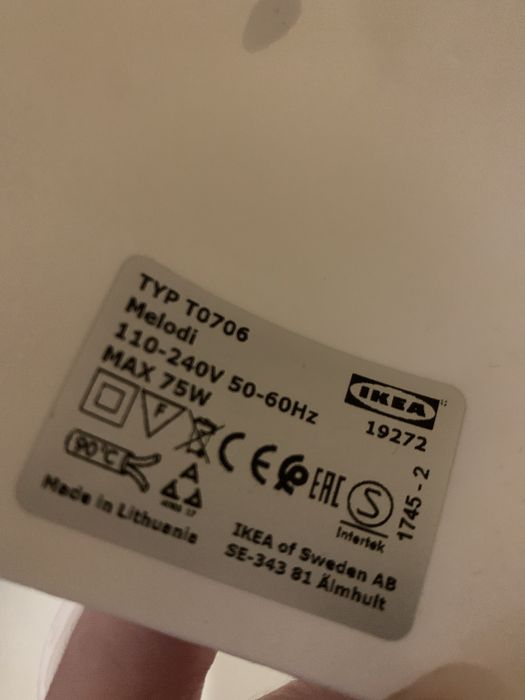 TYP T0706
Melodi
110-240V 50-60Hz
MAX 75W
IKEA
19272
F
CE
EAC
S
Intertek
1745-2
90°C
Made in Lithuania
IKEA of Sweden AB
SE-343 81 Älmhult